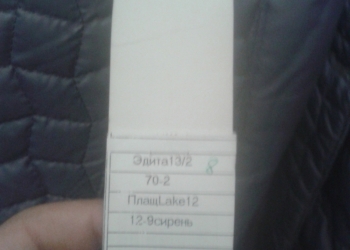 Эдита13/2 8
70-2
ПлащLake12
12-9сирень